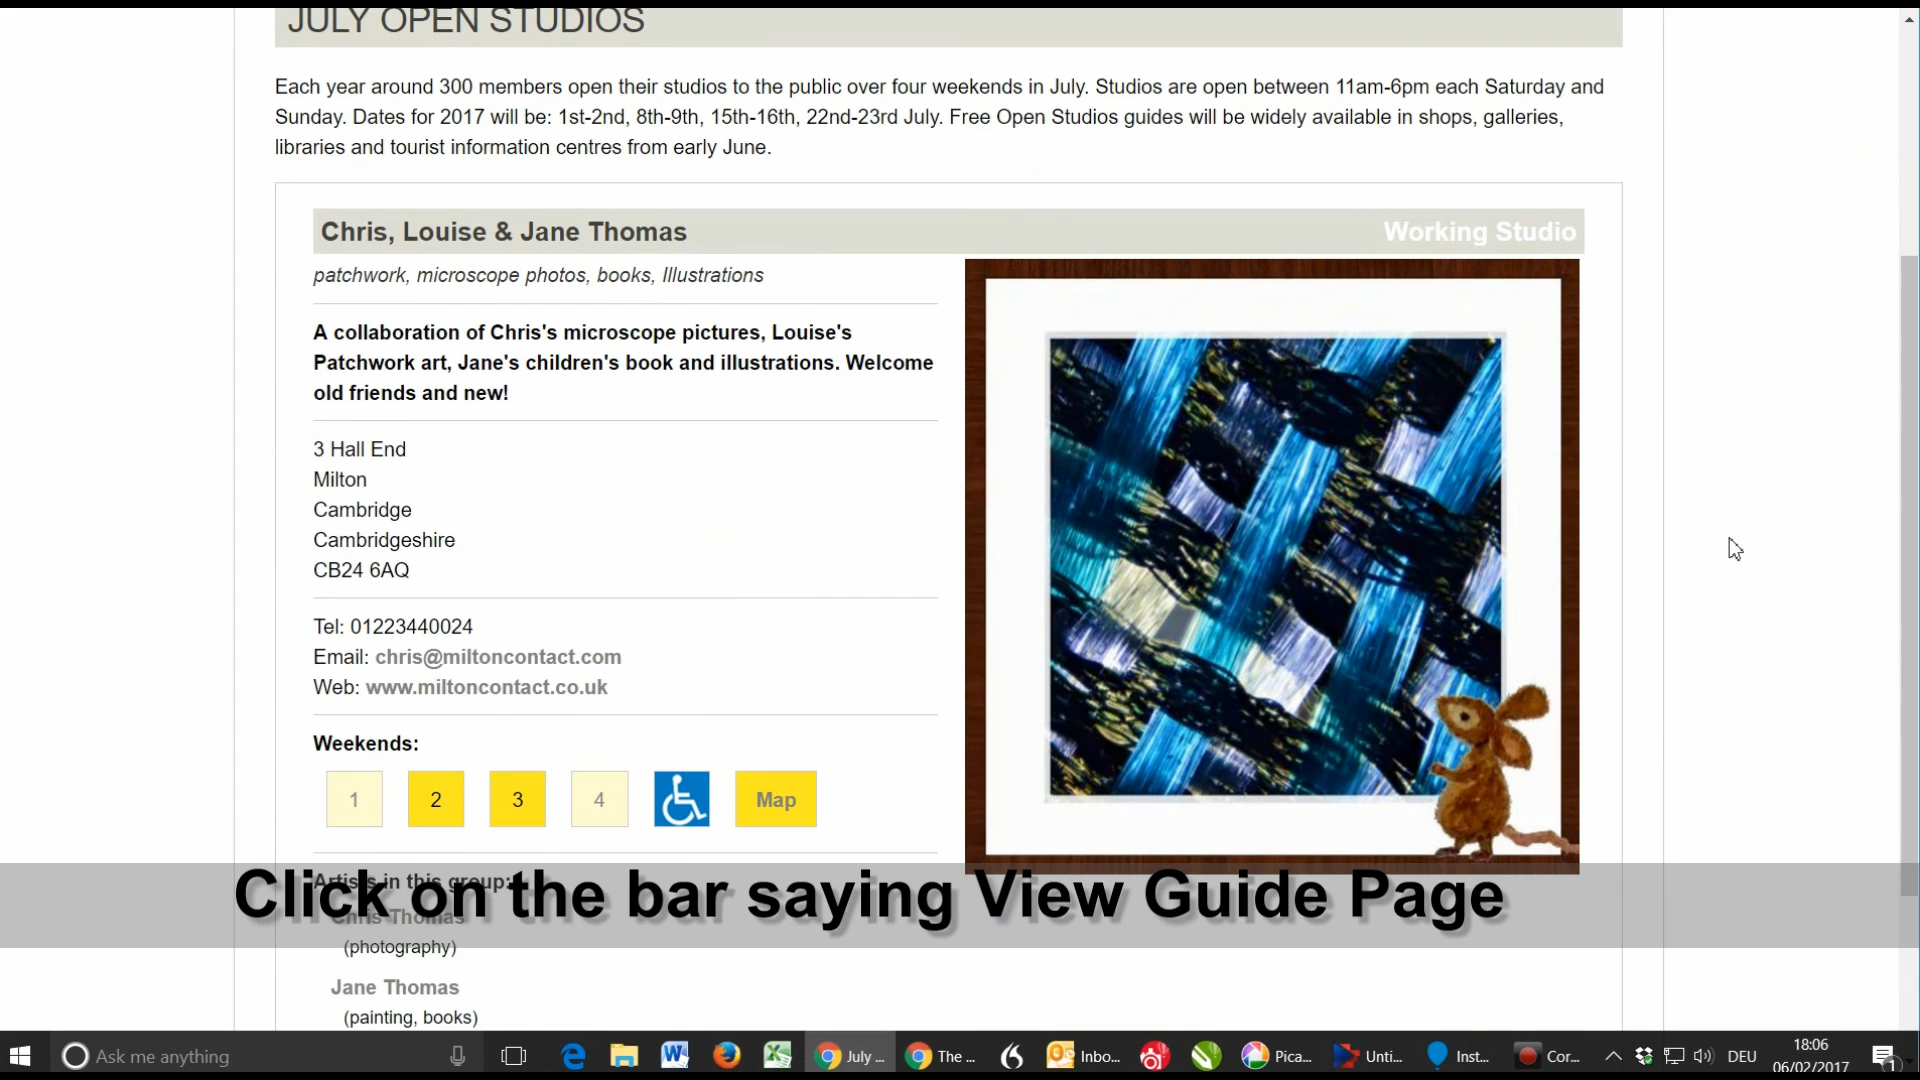 JULY OPEN STUDIOS
Each year around 300 members open their studios to the public over four weekends in July. Studios are open between 11am-6pm each Saturday and
Sunday. Dates for 2017 will be: 1st-2nd, 8th-9th, 15th-16th, 22nd-23rd July. Free Open Studios guides will be widely available in shops, galleries,
libraries and tourist information centres from early June.
Chris, Louise & Jane Thomas
Working Studio
patchwork, microscope photos, books, Illustrations
A collaboration of Chris's microscope pictures, Louise's
Patchwork art, Jane's children's book and illustrations. Welcome
old friends and new!
3 Hall End
Milton
Cambridge
Cambridgeshire
CB24 6AQ
Tel: 01223440024
Email: chris@miltoncontact.com
Web: www.miltoncontact.co.uk
Weekends:
1 2 3 4 Map
Artists in this group:
Click on the bar saying View Guide Page
Chris Thomas
(photography)
Jane Thomas
(painting, books)
Ask me anything
July ...
The ...
Inbo...
Pica...
Unti...
Inst...
Cor...
DEU
18:06
06/02/2017
1